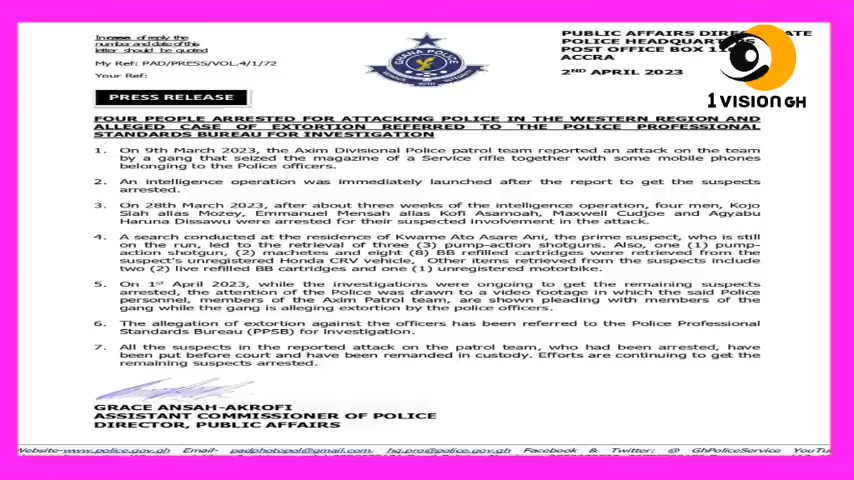 In case of reply the
number and date of this
letter should be quoted
My Ref: PAD/PRESS/VOL.4/1/72
Your Ref:
PRESS RELEASE
GHANA POLICE
SERVICE WITH INTEGRITY
PUBLIC AFFAIRS
POLICE HEADQUARTERS
POST OFFICE BOX
ACCRA
2ND APRIL 2023
1VISION GH
FOUR PEOPLE ARRESTED FOR ATTACKING POLICE IN THE WESTERN REGION AND
ALLEGED CASE OF EXTORTION REFERRED TO THE POLICE PROFESSIONAL
STANDARDS BUREAU FOR INVESTIGATION
1. On 9th March 2023, the Axim Divisional Police patrol team reported an attack on the team
by a gang that seized the magazine of a Service rifle together with some mobile phones
belonging to the Police officers.
2. An intelligence operation was immediately launched after the report to get the suspects
arrested.
3. On 28th March 2023, after about three weeks of the intelligence operation, four men, Kojo
Siah alias Mozey, Emmanuel Mensah alias Kofi Asamoah, Maxwell Cudjoe and Agyabu
Haruna Dissawu were arrested for their suspected involvement in the attack.
4. A search conducted at the residence of Kwame Ato Asare Ani, the prime suspect, who is still
on the run, led to the retrieval of three (3) pump-action shotguns. Also, one (1) pump-
action shotgun, (2) machetes and eight (8) BB refilled cartridges were retrieved from the
suspect's unregistered Honda CRV vehicle, Other items retrieved from the suspects include
two (2) live refilled BB cartridges and one (1) unregistered motorbike.
5. On 1st April 2023, while the investigations were ongoing to get the remaining suspects
arrested, the attention of the Police was drawn to a video footage in which the said Police
personnel, members of the Axim Patrol team, are shown pleading with members of the
gang while the gang is alleging extortion by the police officers.
6. The allegation of extortion against the officers has been referred to the Police Professional
Standards Bureau (PPSB) for investigation.
7. All the suspects in the reported attack on the patrol team, who had been arrested, have
been put before court and have been remanded in custody. Efforts are continuing to get the
remaining suspects arrested.
GRACE ANSAH-AKROFI
ASSISTANT COMMISSIONER OF POLICE
DIRECTOR, PUBLIC AFFAIRS
Website-www.police.gov.gh Email- padphotopol@gmail.com, hq.pro@police.gov.gh Facebook & Twitter: @ GhPoliceService YouTu